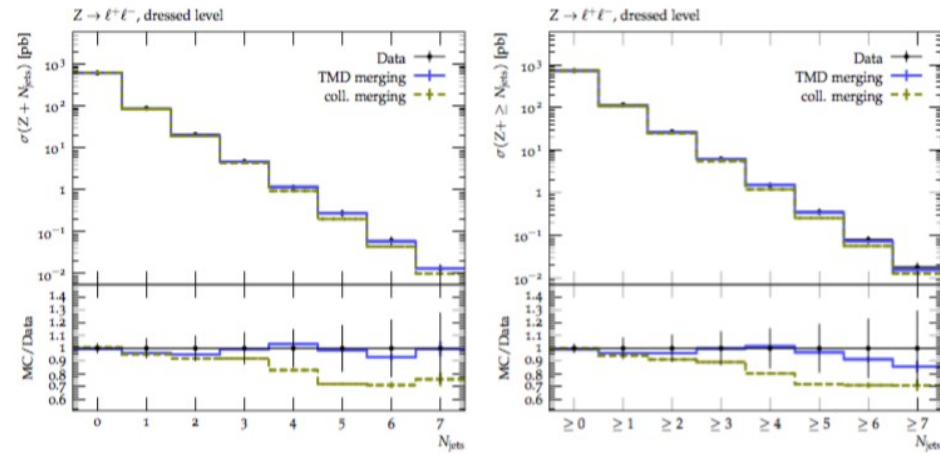 Z → ℓ⁺ℓ⁻, dressed level
σ(Z + N_jets) [pb]
Data
TMD merging
coll. merging
10³
10²
10¹
1
10⁻¹
10⁻²
MC/Data
1.4
1.3
1.2
1.1
1
0.9
0.8
0.7
0.6
0 1 2 3 4 5 6 7
N_jets
Z → ℓ⁺ℓ⁻, dressed level
σ(Z+ ≥ N_jets) [pb]
Data
TMD merging
coll. merging
10³
10²
10¹
1
10⁻¹
10⁻²
MC/Data
1.4
1.3
1.2
1.1
1
0.9
0.8
0.7
0.6
≥ 0 ≥ 1 ≥ 2 ≥ 3 ≥ 4 ≥ 5 ≥ 6 ≥ 7
N_jets